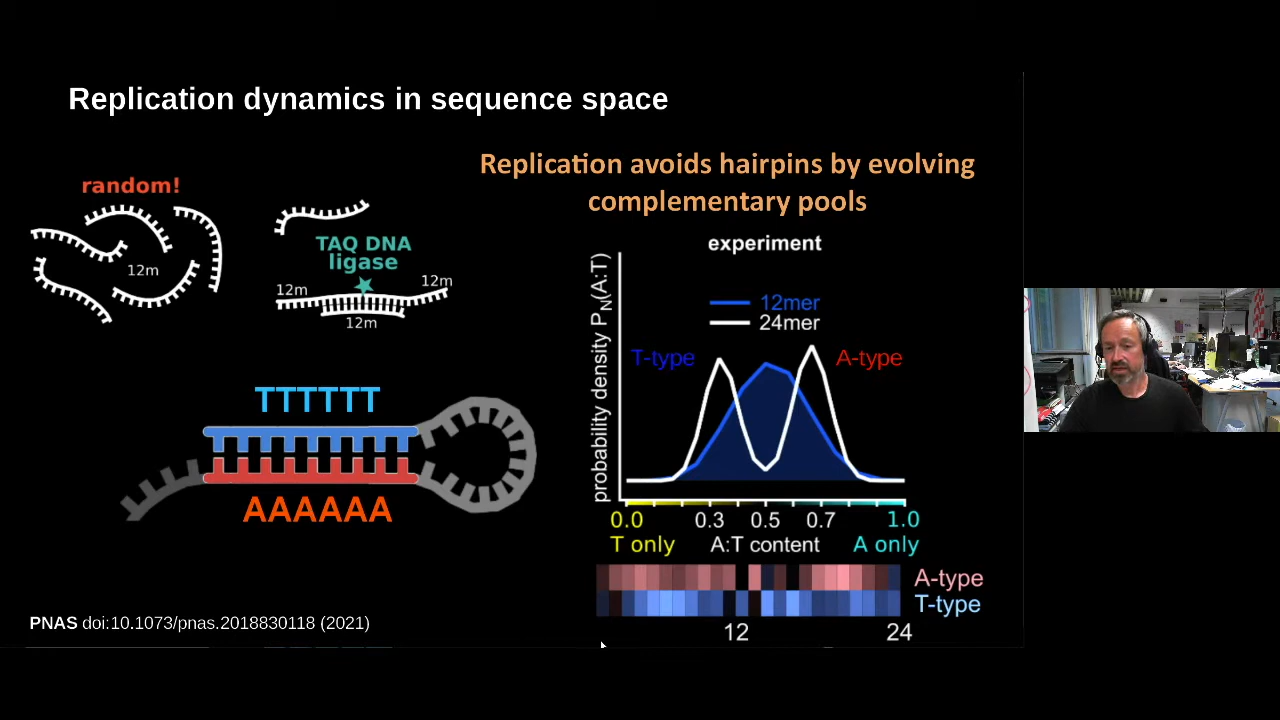 Replication dynamics in sequence space
Replication avoids hairpins by evolving
complementary pools
random!
12m
TAQ DNA
ligase
12m
12m
12m
TTTTTT
AAAAAA
experiment
12mer
24mer
T-type
A-type
probability density P_N(A:T)
0.0
0.3
0.5
0.7
1.0
T only
A:T content
A only
A-type
T-type
12
24
PNAS doi:10.1073/pnas.2018830118 (2021)